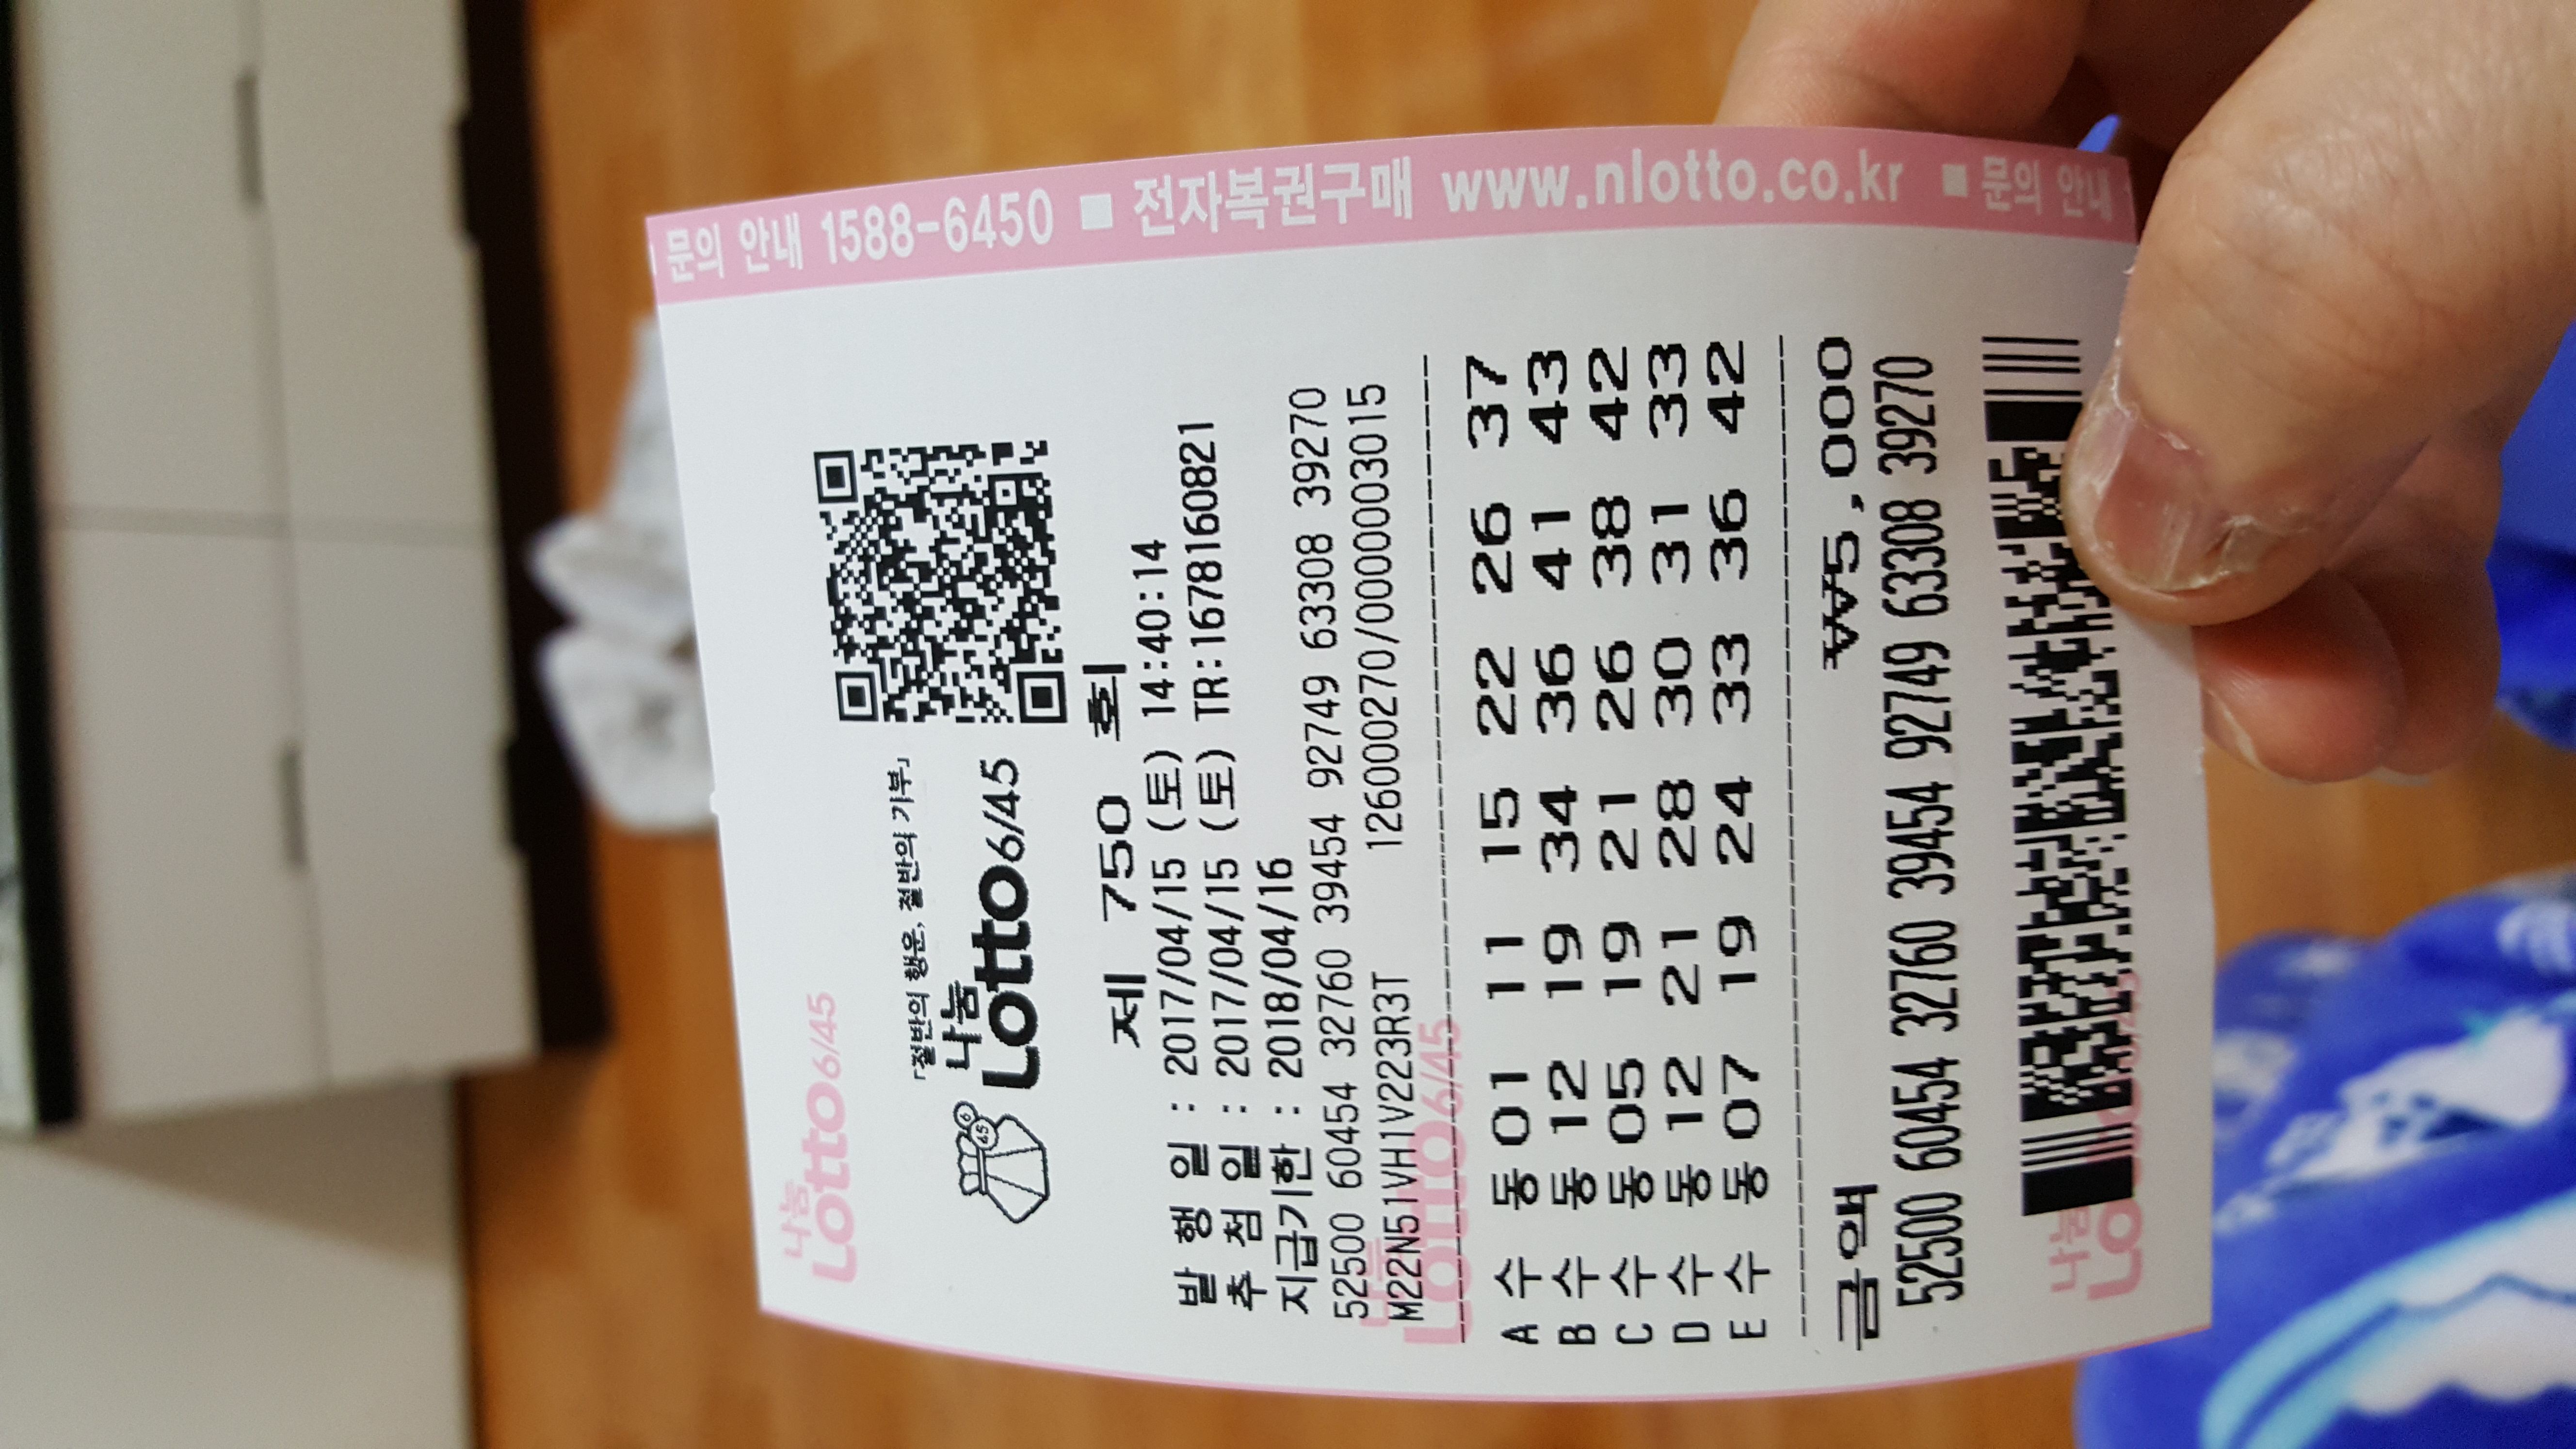 문의 안내 1588-6450 ■ 전자복권구매 www.nlotto.co.kr ■ 문의 안내
나눔
Lotto6/45
「절반의 행운, 절반의 기부」
나눔
Lotto6/45
제 750 회
발 행 일 : 2017/04/15 (토) 14:40:14
추 첨 일 : 2017/04/15 (토) TR:167816160821
지급기한 : 2018/04/16
52500 60454 32760 39454 92749 63308 39270
M22N51VH1V223R3T 126000270/0000003015
나눔
Lotto6/45
A 수 동 01 11 15 22 26 37
B 수 동 12 19 34 36 41 43
C 수 동 05 19 21 26 38 42
D 수 동 12 21 28 30 31 33
E 수 동 07 19 24 33 36 42
금액 ₩5,000
52500 60454 32760 39454 92749 63308 39270
나눔